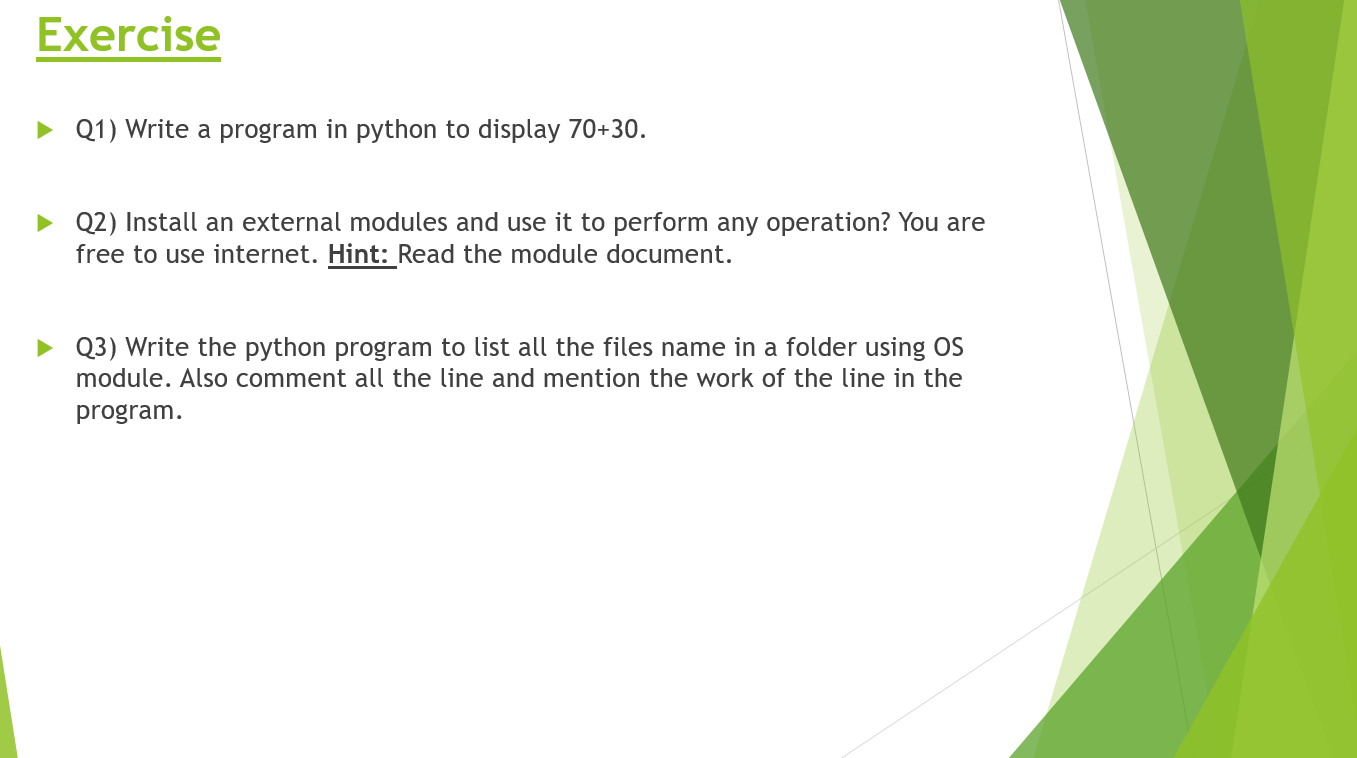 Exercise
Q1) Write a program in python to display 70+30.
Q2) Install an external modules and use it to perform any operation? You are
free to use internet. Hint: Read the module document.
Q3) Write the python program to list all the files name in a folder using OS
module. Also comment all the line and mention the work of the line in the
program.